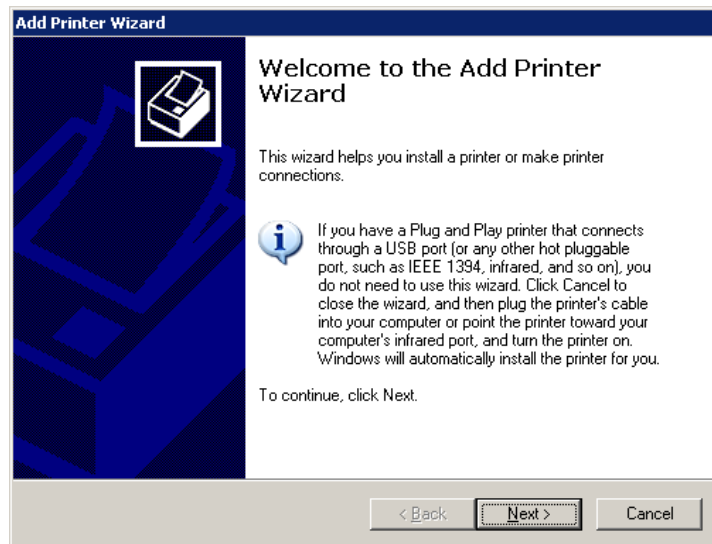 Add Printer Wizard
Welcome to the Add Printer
Wizard
This wizard helps you install a printer or make printer
connections.
If you have a Plug and Play printer that connects
through a USB port (or any other hot pluggable
port, such as IEEE 1394, infrared, and so on), you
do not need to use this wizard. Click Cancel to
close the wizard, and then plug the printer's cable
into your computer or point the printer toward your
computer's infrared port, and turn the printer on.
Windows will automatically install the printer for you.
To continue, click Next.
< Back Next > Cancel